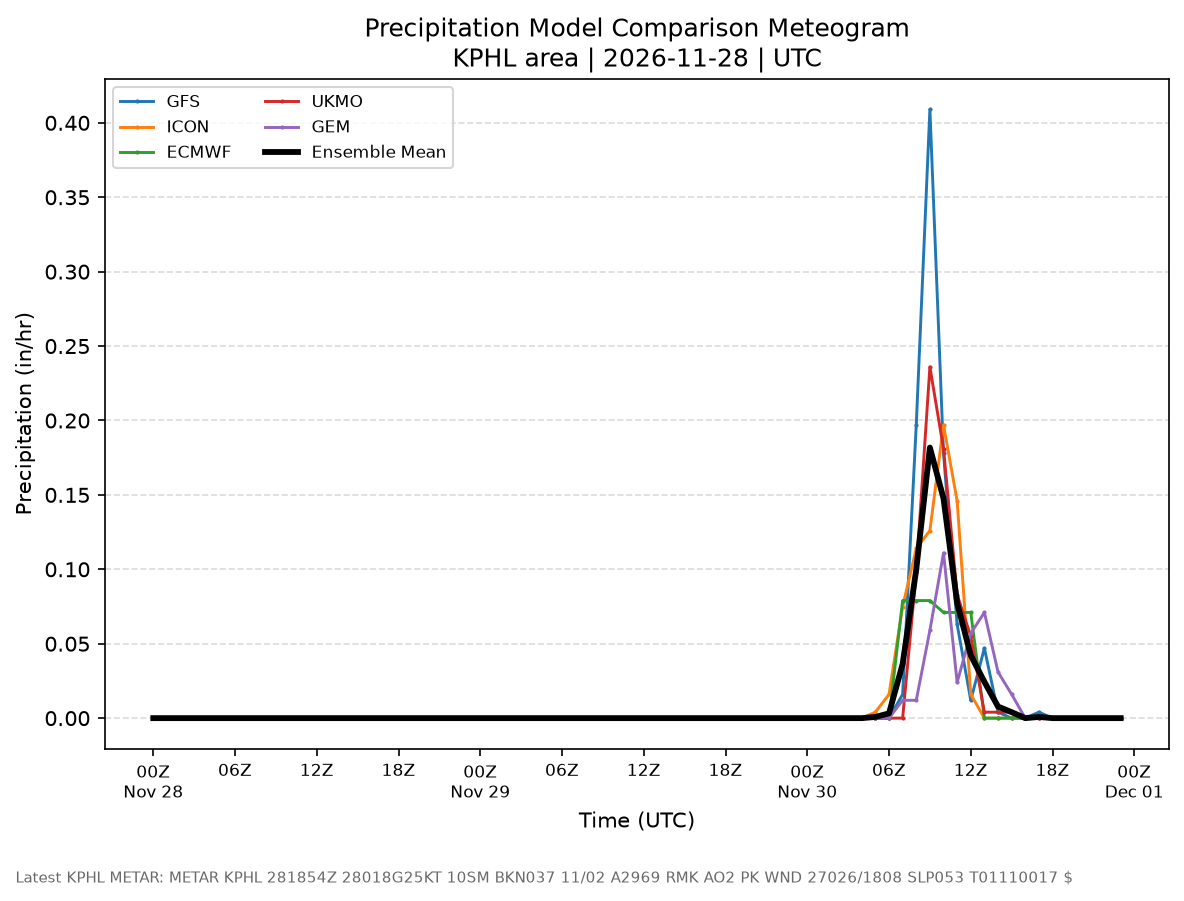 Precipitation Model Comparison Meteogram
KPHL area | 2026-11-28 | UTC
GFS
ICON
ECMWF
UKMO
GEM
Ensemble Mean
Precipitation (in/hr)
0.40
0.35
0.30
0.25
0.20
0.15
0.10
0.05
0.00
00Z 06Z 12Z 18Z 00Z 06Z 12Z 18Z 00Z 06Z 12Z 18Z 00Z
Nov 28 Nov 29 Nov 30 Dec 01
Time (UTC)
Latest KPHL METAR: METAR KPHL 281854Z 28018G25KT 10SM BKN037 11/02 A2969 RMK AO2 PK WND 27026/1808 SLP053 T01110017 $